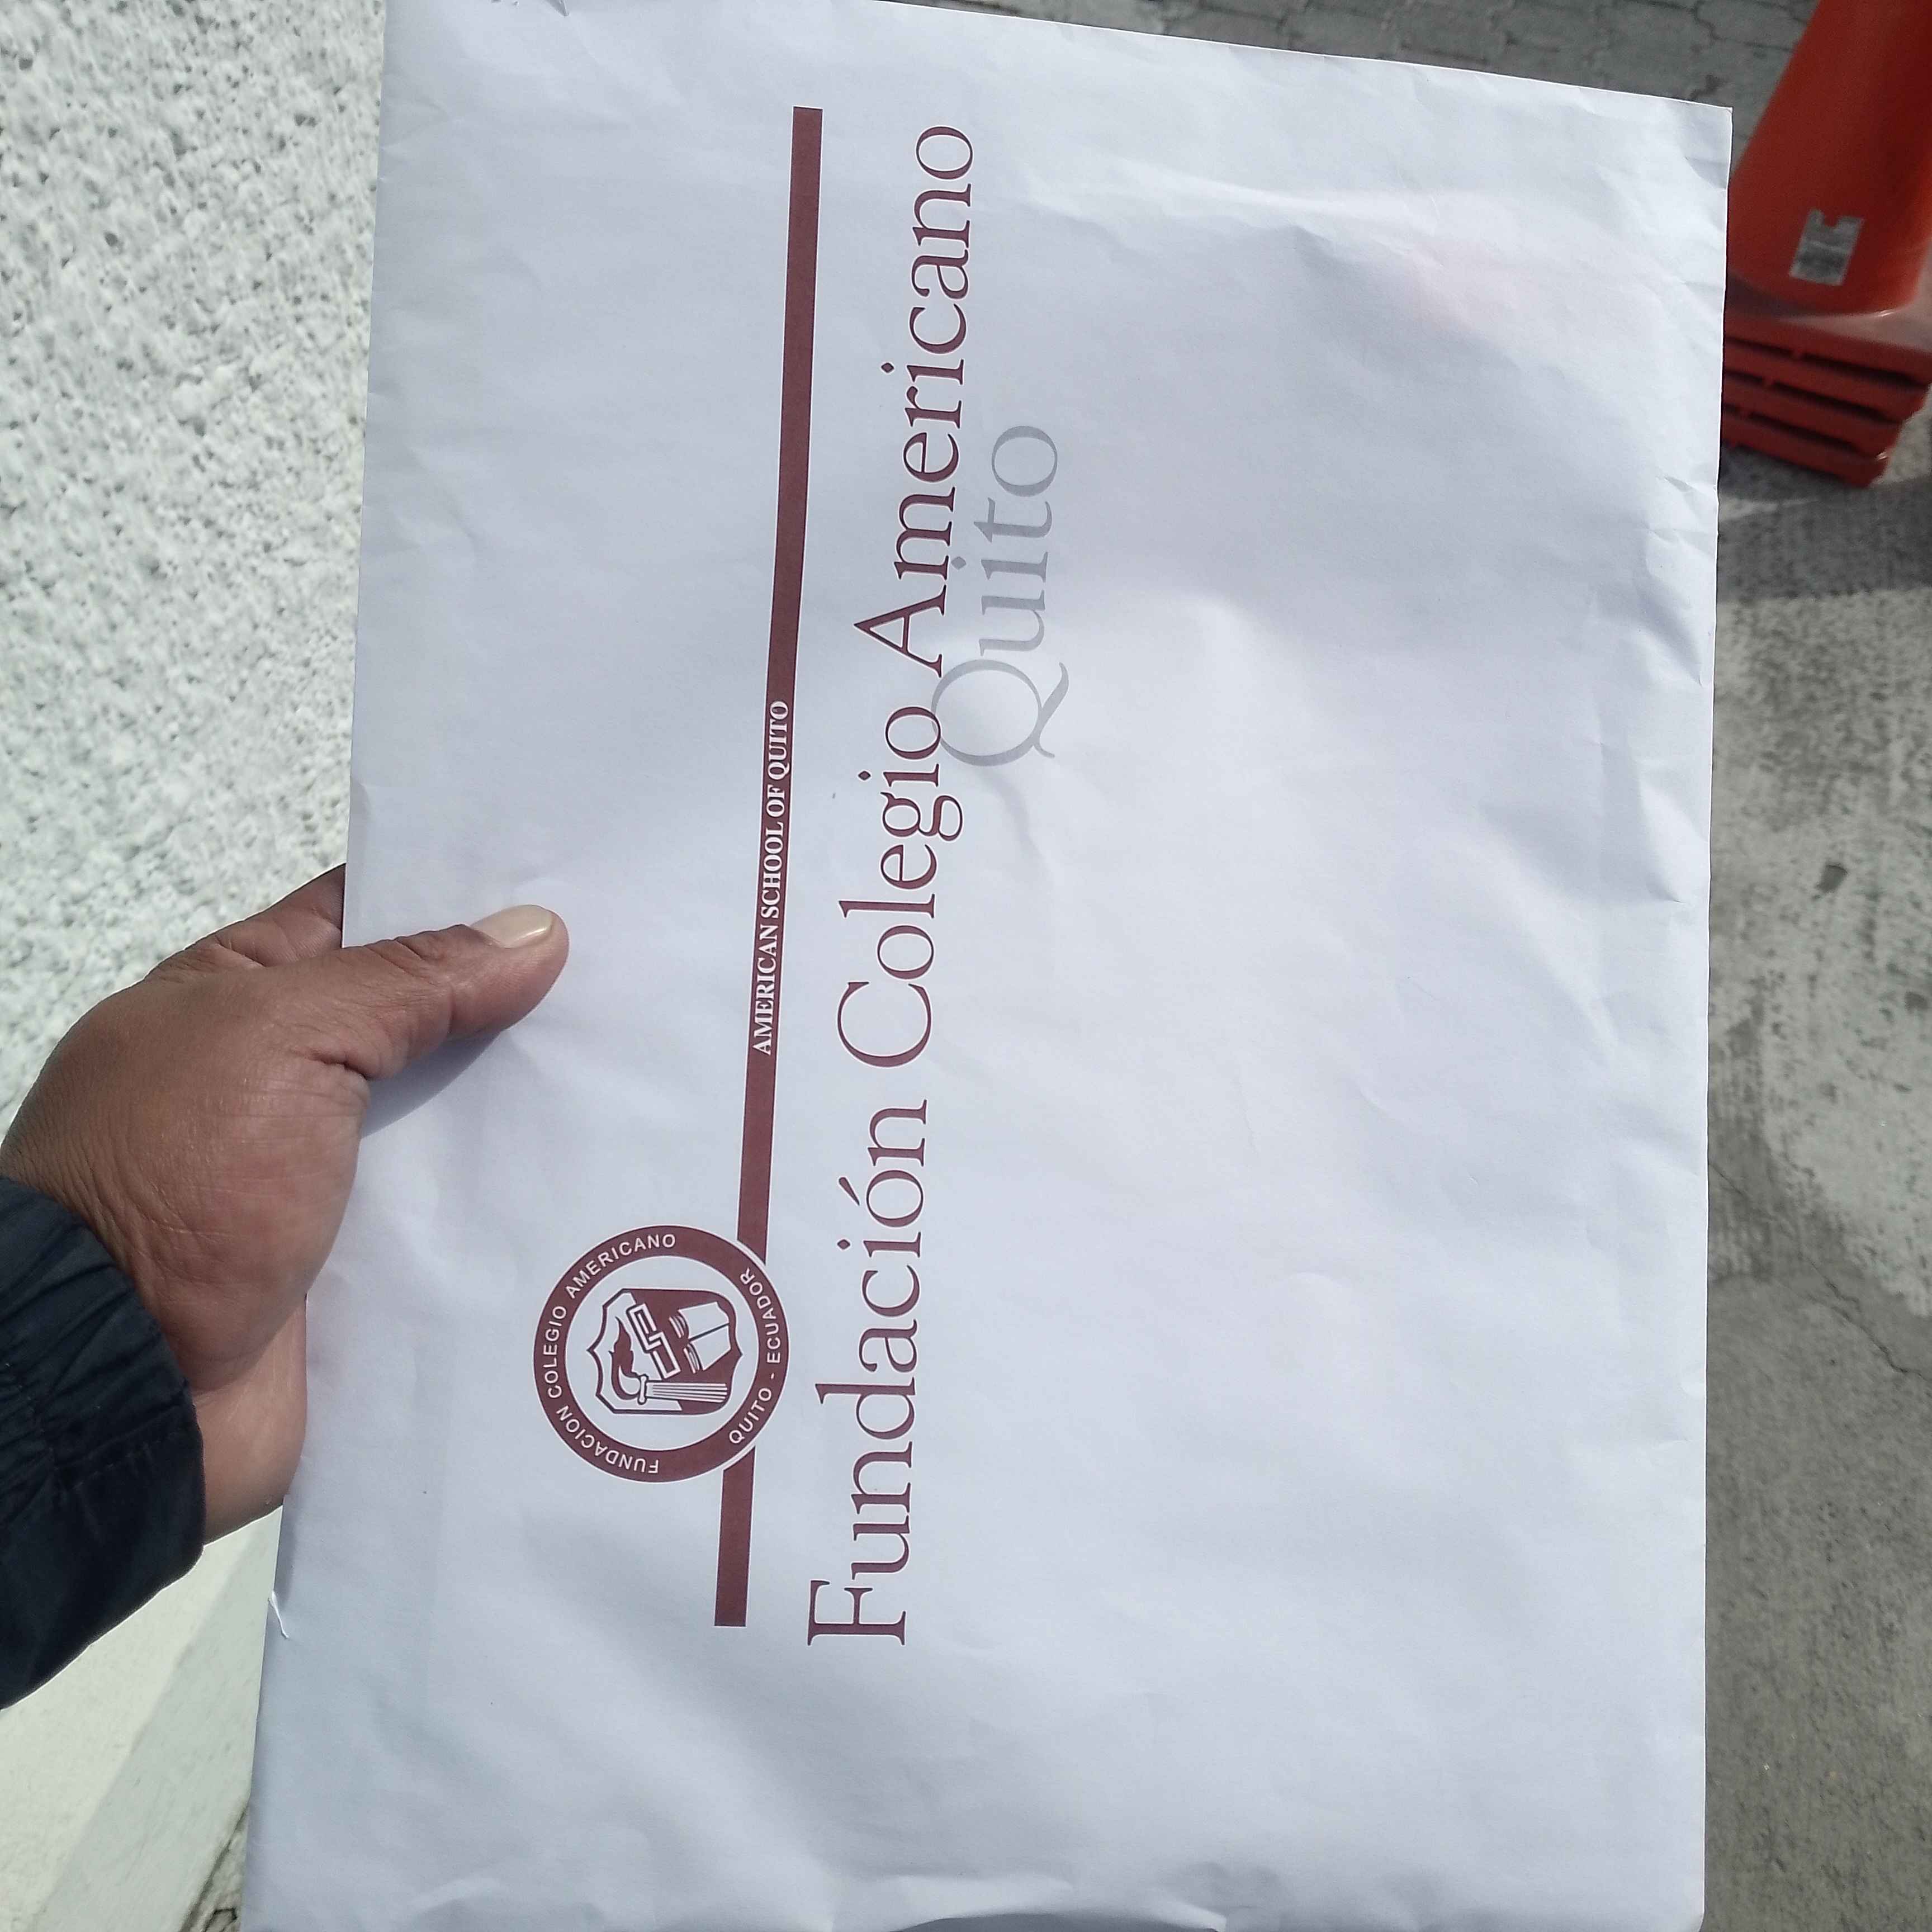 FUNDACION COLEGIO AMERICANO
QUITO - ECUADOR
AMERICAN SCHOOL OF QUITO
Fundación Colegio Americano
Quito